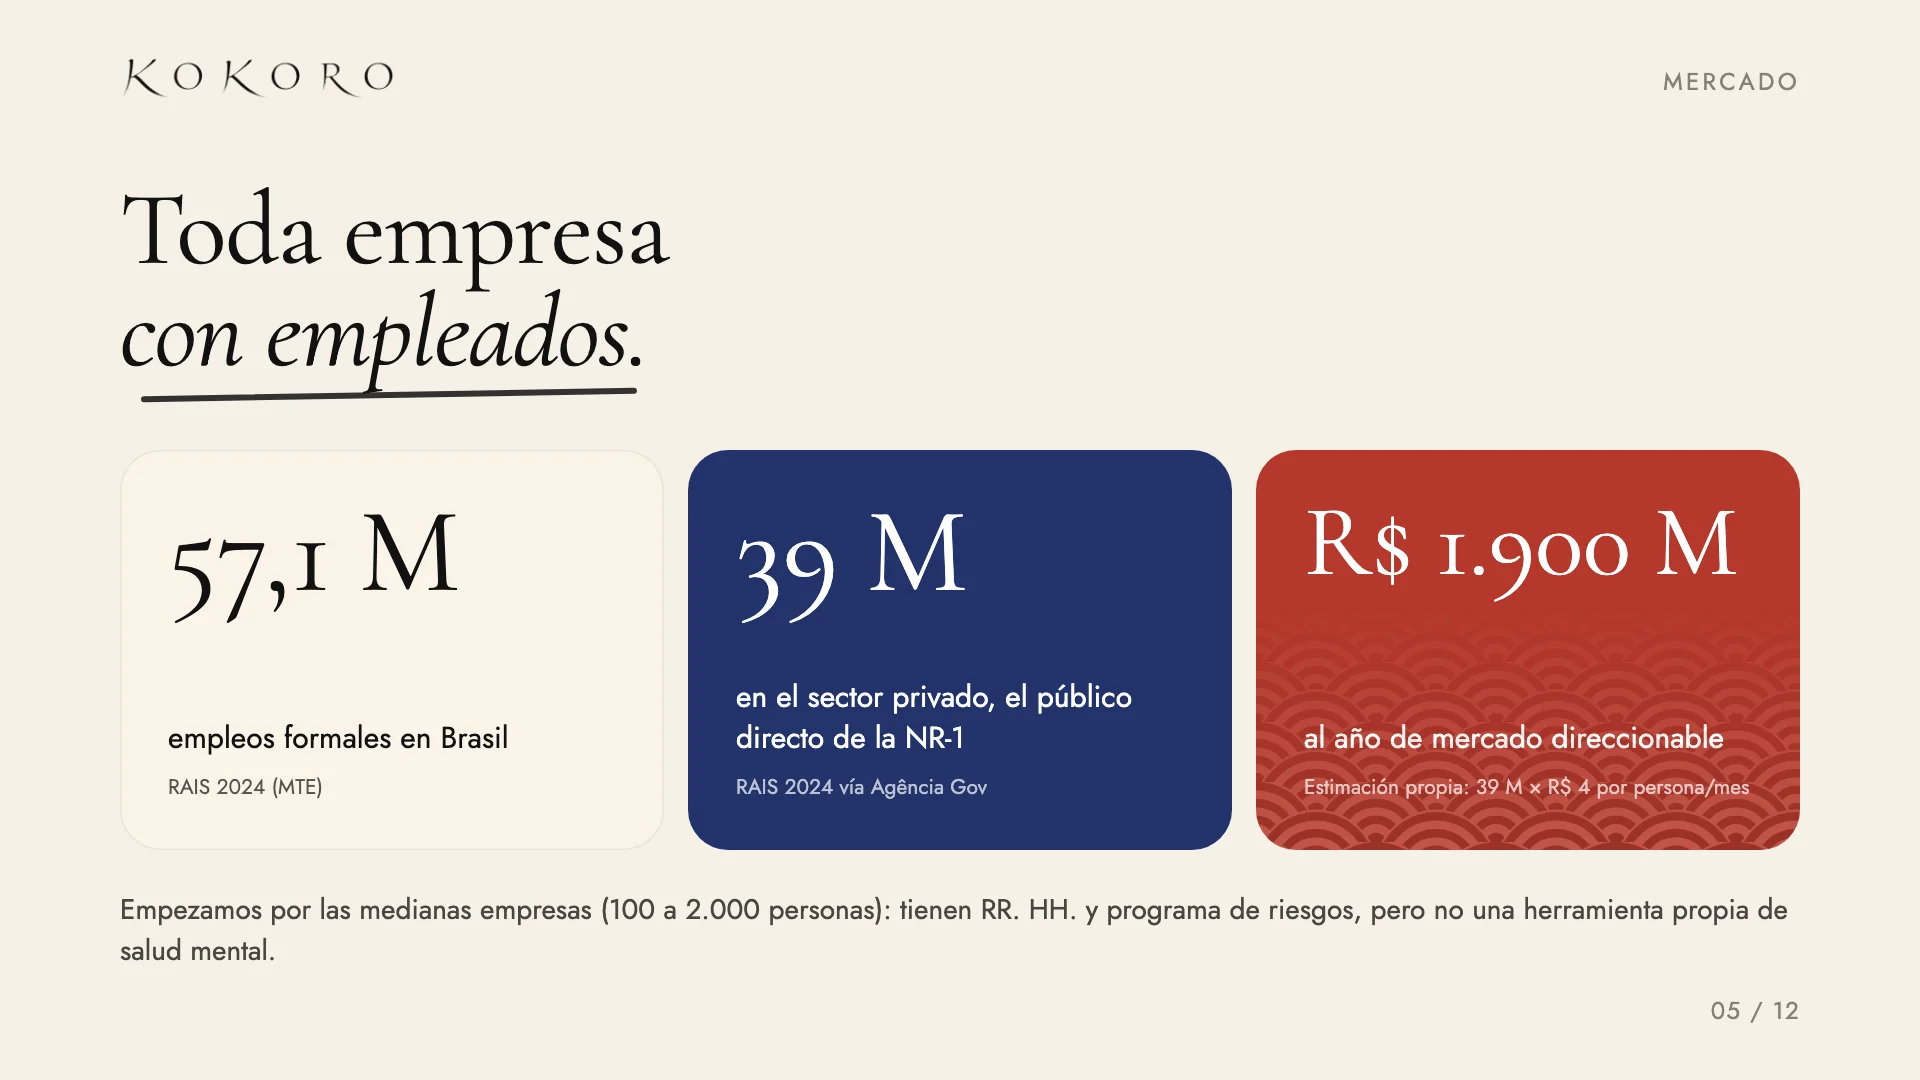 KOKORO
MERCADO
Toda empresa
con empleados.
57,1 M
empleos formales en Brasil
RAIS 2024 (MTE)
39 M
en el sector privado, el público
directo de la NR-1
RAIS 2024 vía Agência Gov
R$ 1.900 M
al año de mercado direccionable
Estimación propia: 39 M × R$ 4 por persona/mes
Empezamos por las medianas empresas (100 a 2.000 personas): tienen RR. HH. y programa de riesgos, pero no una herramienta propia de
salud mental.
05 / 12